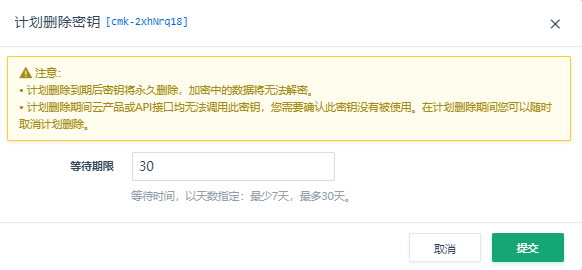 计划删除密钥 [cmk-2xhNrq18]
注意：
• 计划删除到期后密钥将永久删除，加密中的数据将无法解密。
• 计划删除期间云产品或API接口均无法调用此密钥，您需要确认此密钥没有被使用。在计划删除期间您可以随时
取消计划删除。
等待期限 30
等待时间，以天数指定：最少7天，最多30天。
取消 提交